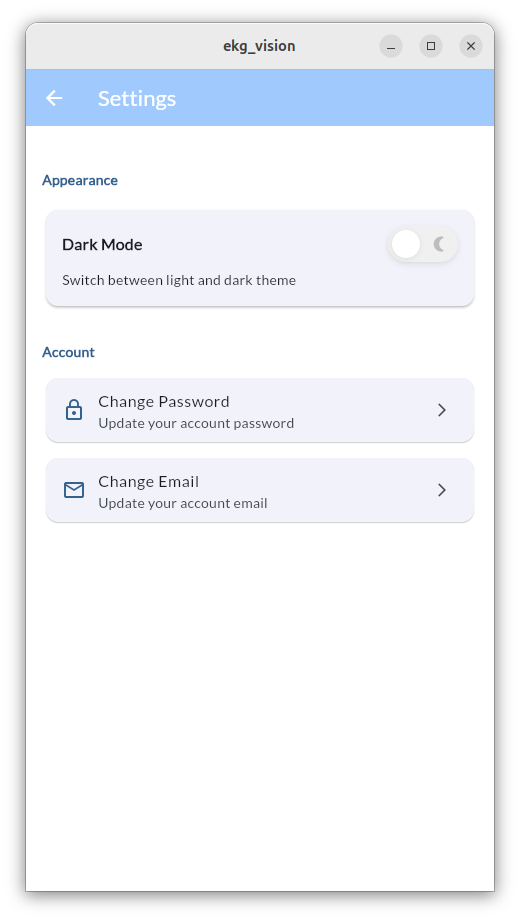 ekg_vision
Settings
Appearance
Dark Mode
Switch between light and dark theme
Account
Change Password
Update your account password
Change Email
Update your account email